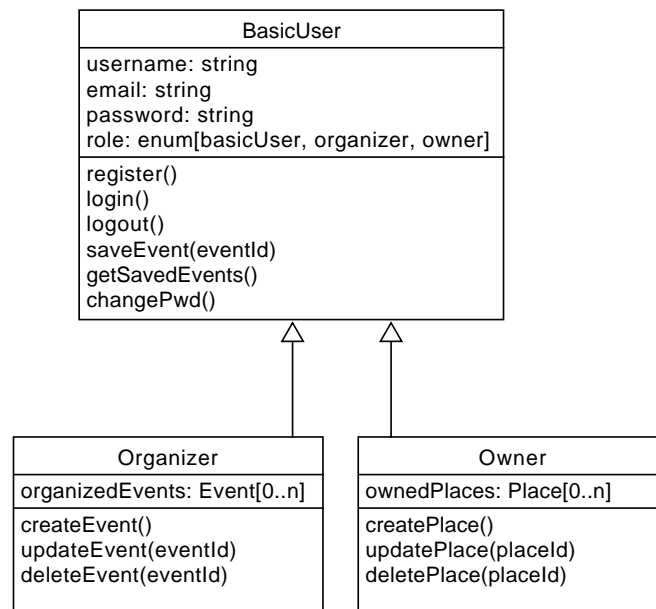 BasicUser
username: string
email: string
password: string
role: enum[basicUser, organizer, owner]
register()
login()
logout()
saveEvent(eventId)
getSavedEvents()
changePwd()
Organizer
organizedEvents: Event[0..n]
createEvent()
updateEvent(eventId)
deleteEvent(eventId)
Owner
ownedPlaces: Place[0..n]
createPlace()
updatePlace(placeId)
deletePlace(placeId)